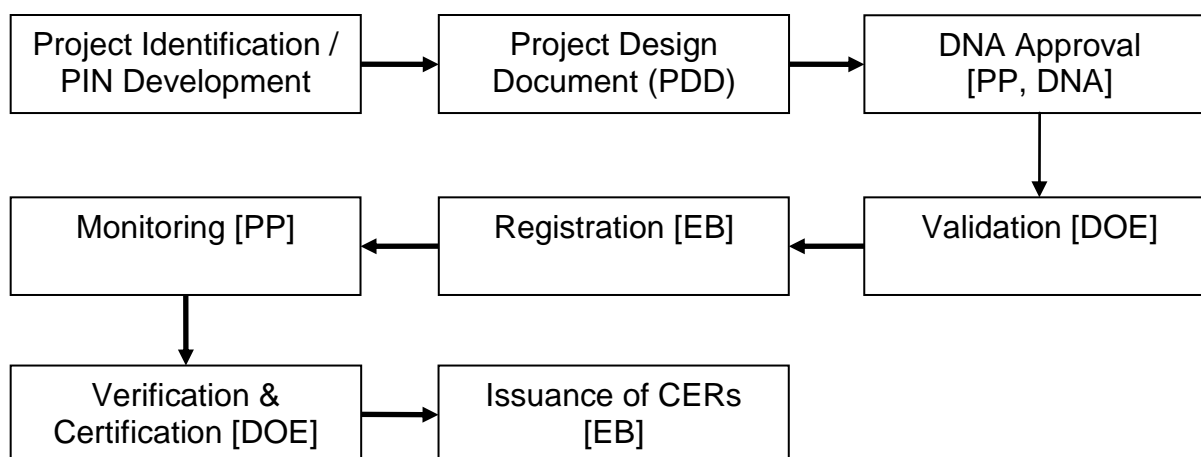 Project Identification /
PIN Development
Project Design
Document (PDD)
DNA Approval
[PP, DNA]
Validation [DOE]
Registration [EB]
Monitoring [PP]
Verification &
Certification [DOE]
Issuance of CERs
[EB]